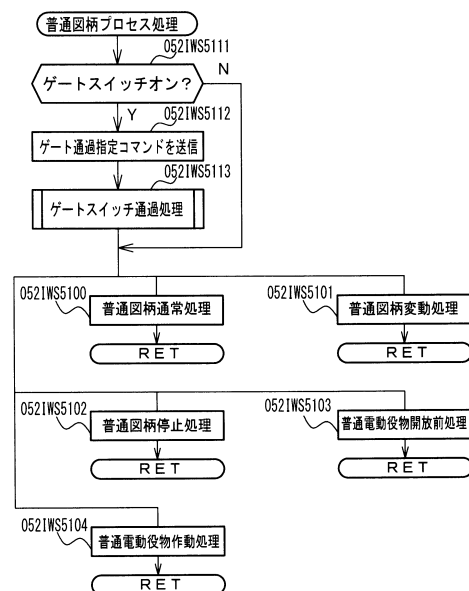 普通図柄プロセス処理
052IWS5111
ゲートスイッチオン？
N
Y
052IWS5112
ゲート通過指定コマンドを送信
052IWS5113
ゲートスイッチ通過処理
052IWS5100
普通図柄通常処理
RET
052IWS5101
普通図柄変動処理
RET
052IWS5102
普通図柄停止処理
RET
052IWS5103
普通電動役物開放前処理
RET
052IWS5104
普通電動役物作動処理
RET